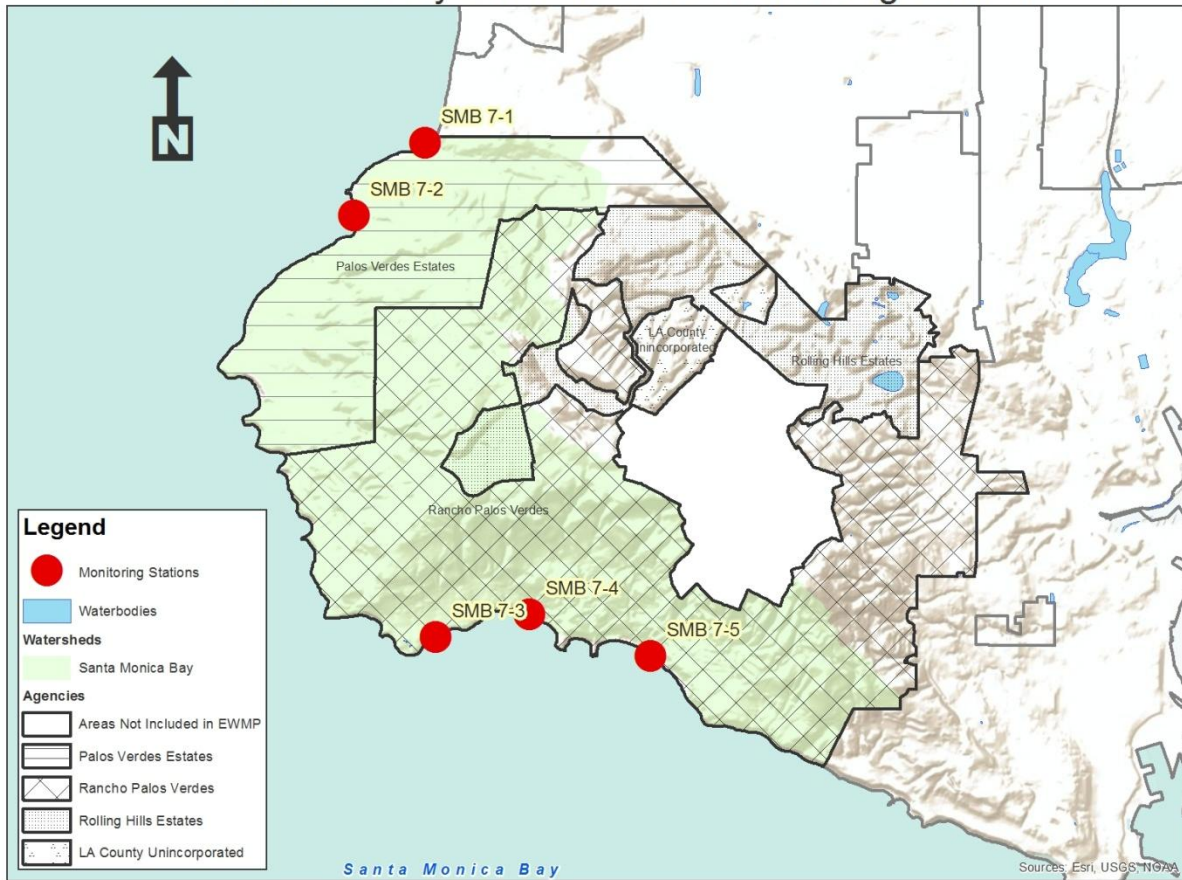 N
SMB 7-1
SMB 7-2
Palos Verdes Estates
LA County
Unincorporated
Rolling Hills Estates
Rancho Palos Verdes
SMB 7-4
SMB 7-3
SMB 7-5
Legend
Monitoring Stations
Waterbodies
Watersheds
Santa Monica Bay
Agencies
Areas Not Included in EWMP
Palos Verdes Estates
Rancho Palos Verdes
Rolling Hills Estates
LA County Unincorporated
Santa Monica Bay
Sources: Esri, USGS, NOAA